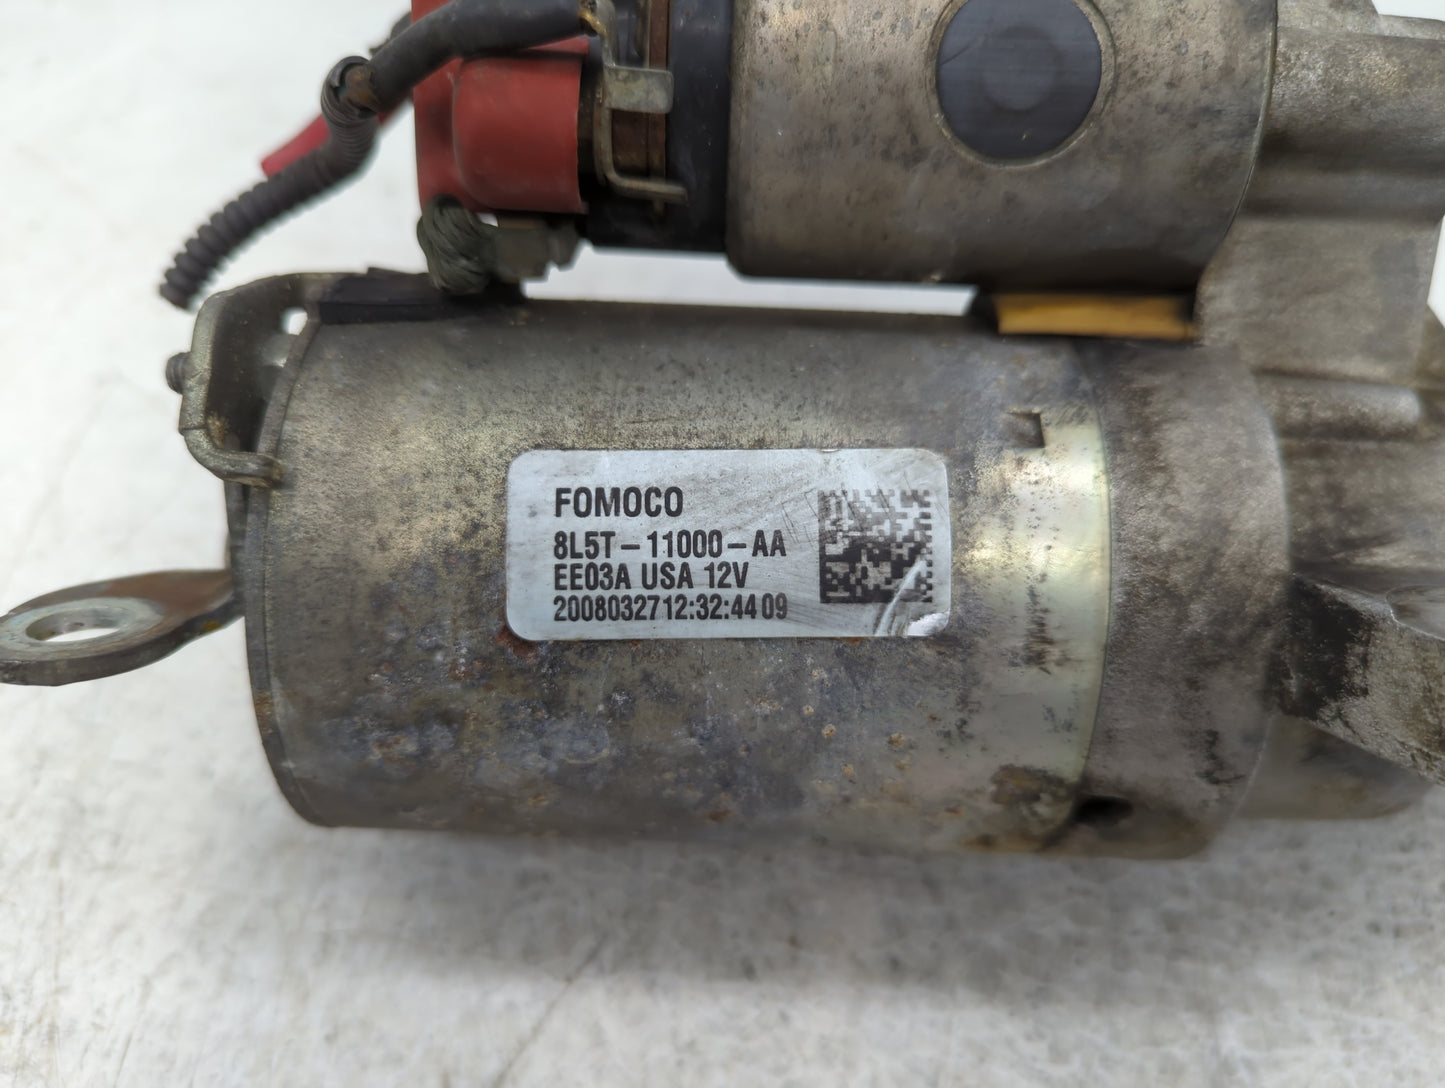 FOMOCO
8L5T-11000-AA
EE03A USA 12V
2008032712:32:44 09